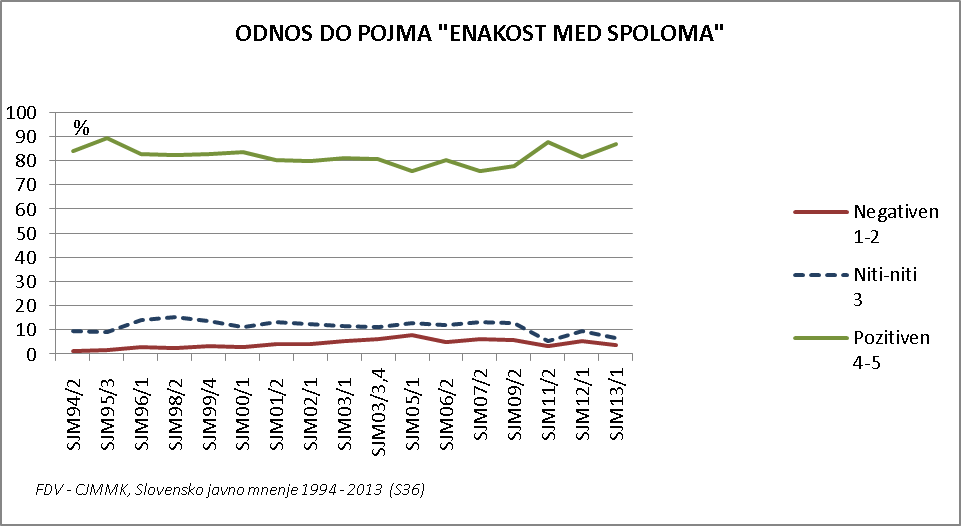 ODNOS DO POJMA "ENAKOST MED SPOLOMA"
%
100
90
80
70
60
50
40
30
20
10
0
SJM94/2
SJM95/3
SJM96/1
SJM98/2
SJM99/4
SJM00/1
SJM01/2
SJM02/1
SJM03/1
SJM03/3,4
SJM05/1
SJM06/2
SJM07/2
SJM09/2
SJM11/2
SJM12/1
SJM13/1
Negativen
1-2
Niti-niti
3
Pozitiven
4-5
FDV - CJMMK, Slovensko javno mnenje 1994 - 2013 (S36)